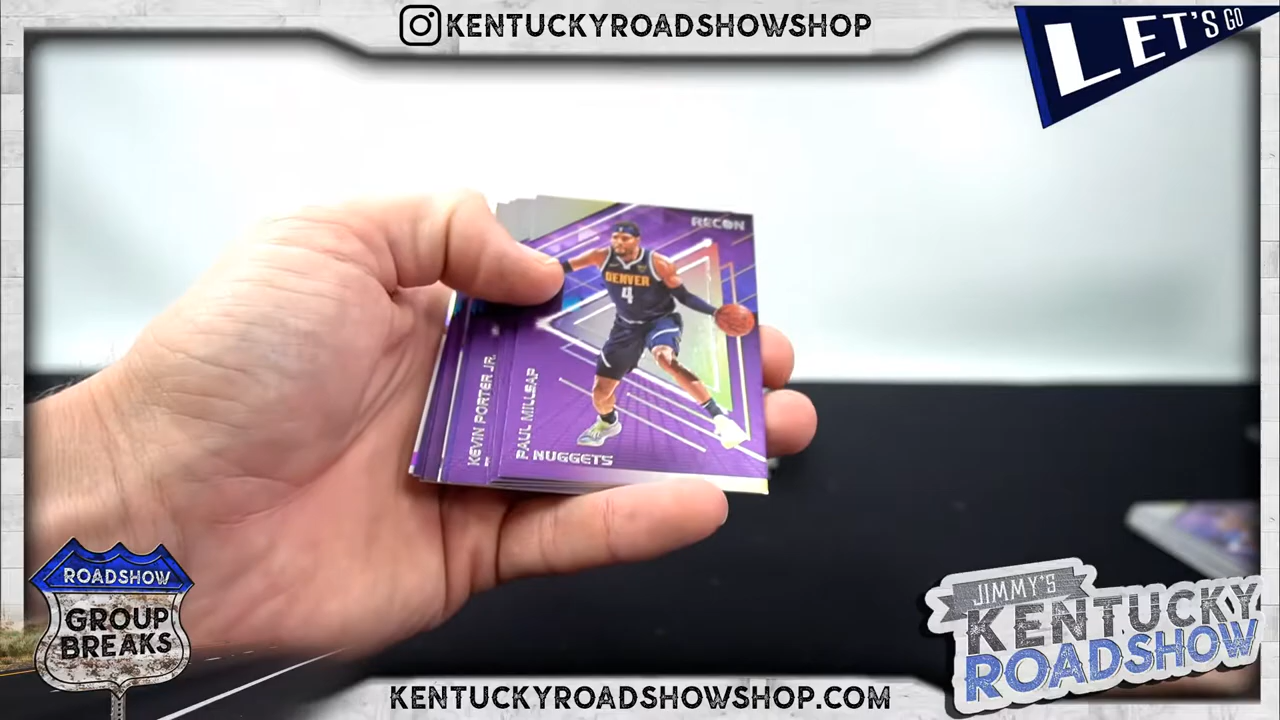 KENTUCKYROADSHOWSHOP
LET'S GO
RECON
DENVER
4
KEVIN PORTER JR.
PAUL MILLSAP
NUGGETS
ROADSHOW
GROUP
BREAKS
JIMMY'S
KENTUCKY
ROADSHOW
KENTUCKYROADSHOWSHOP.COM